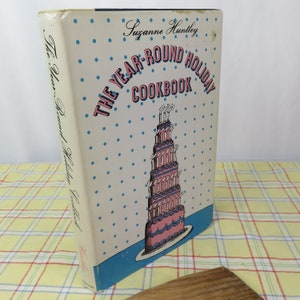 Suzanne Huntley
THE YEAR-ROUND HOLIDAY
COOKBOOK
The Year-Round Holiday Cookbook